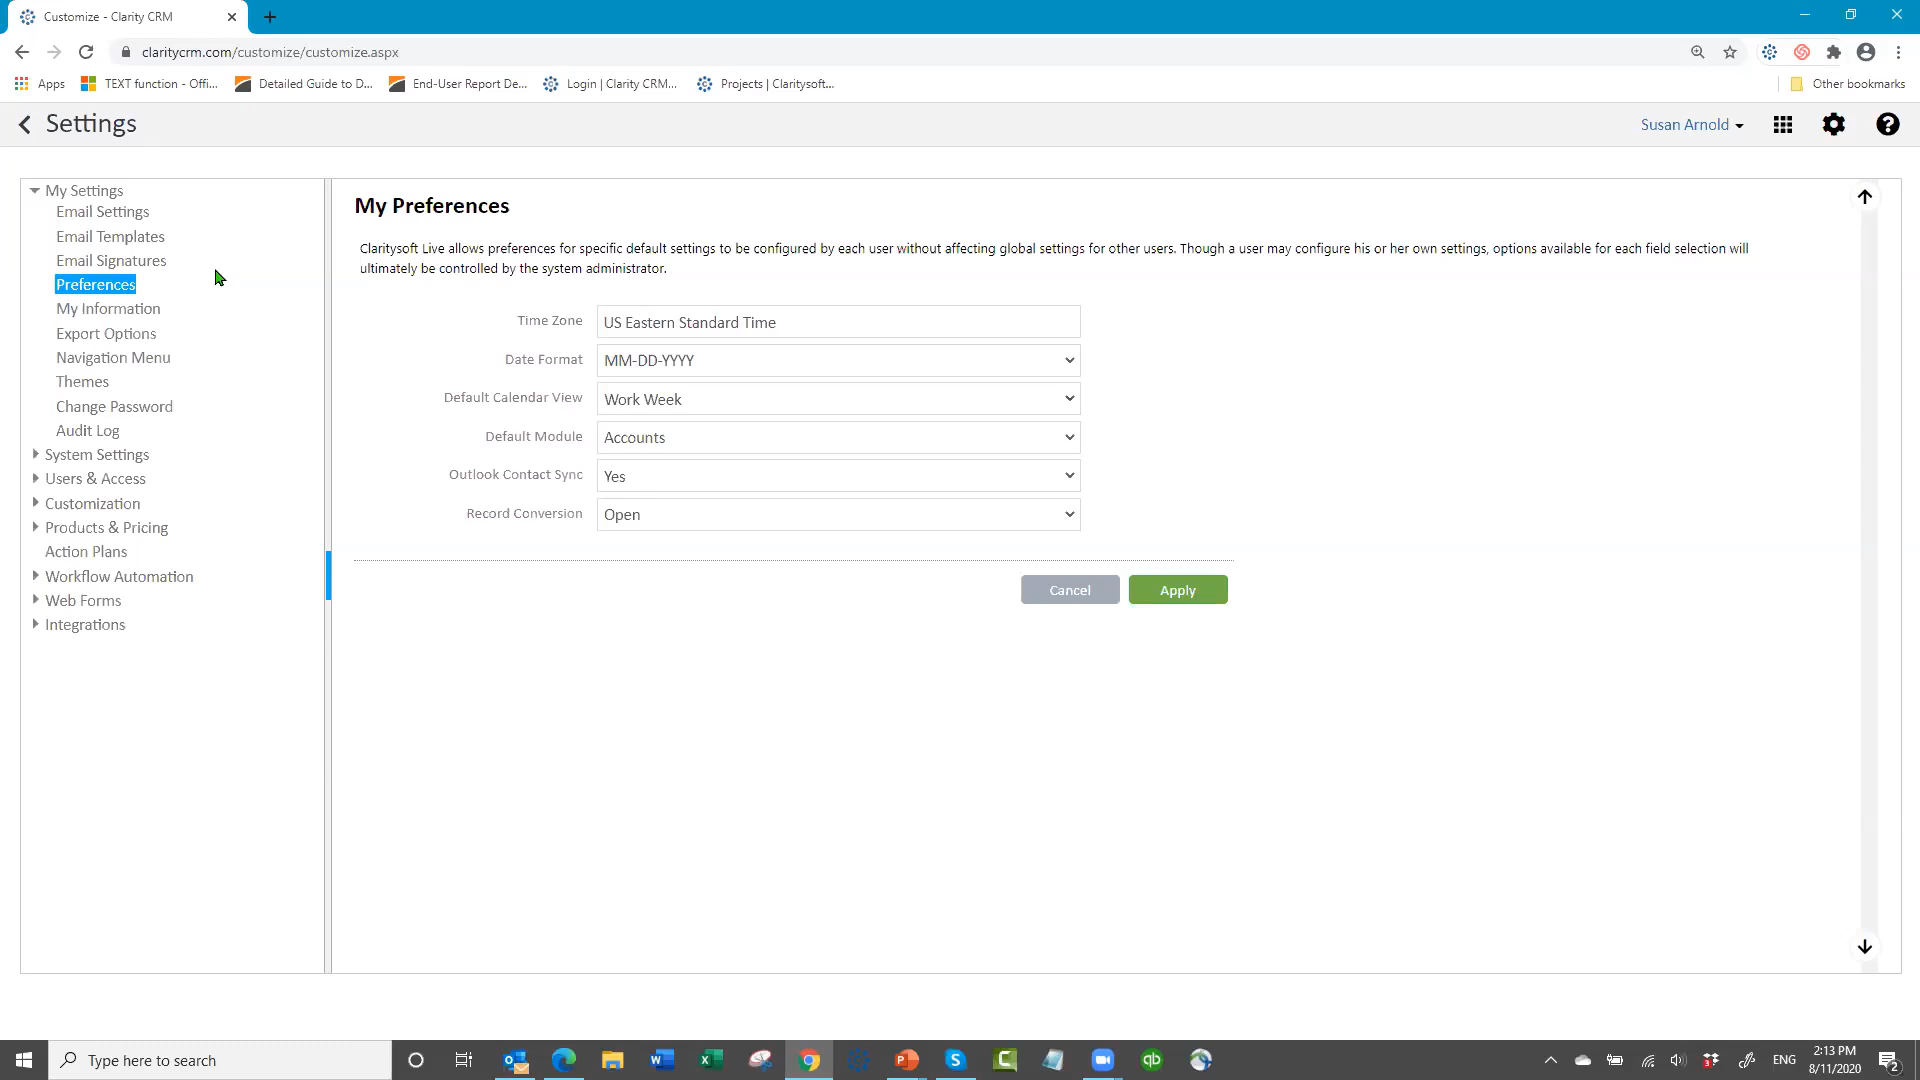 Customize - Clarity CRM
claritycrm.com/customize/customize.aspx
Apps TEXT function - Offi... Detailed Guide to D... End-User Report De... Login | Clarity CRM... Projects | Claritysoft... Other bookmarks
Settings
Susan Arnold
My Settings
Email Settings
Email Templates
Email Signatures
Preferences
My Information
Export Options
Navigation Menu
Themes
Change Password
Audit Log
System Settings
Users & Access
Customization
Products & Pricing
Action Plans
Workflow Automation
Web Forms
Integrations
My Preferences
Claritysoft Live allows preferences for specific default settings to be configured by each user without affecting global settings for other users. Though a user may configure his or her own settings, options available for each field selection will
ultimately be controlled by the system administrator.
Time Zone US Eastern Standard Time
Date Format MM-DD-YYYY
Default Calendar View Work Week
Default Module Accounts
Outlook Contact Sync Yes
Record Conversion Open
Cancel Apply
Type here to search
ENG
2:13 PM
8/11/2020
2